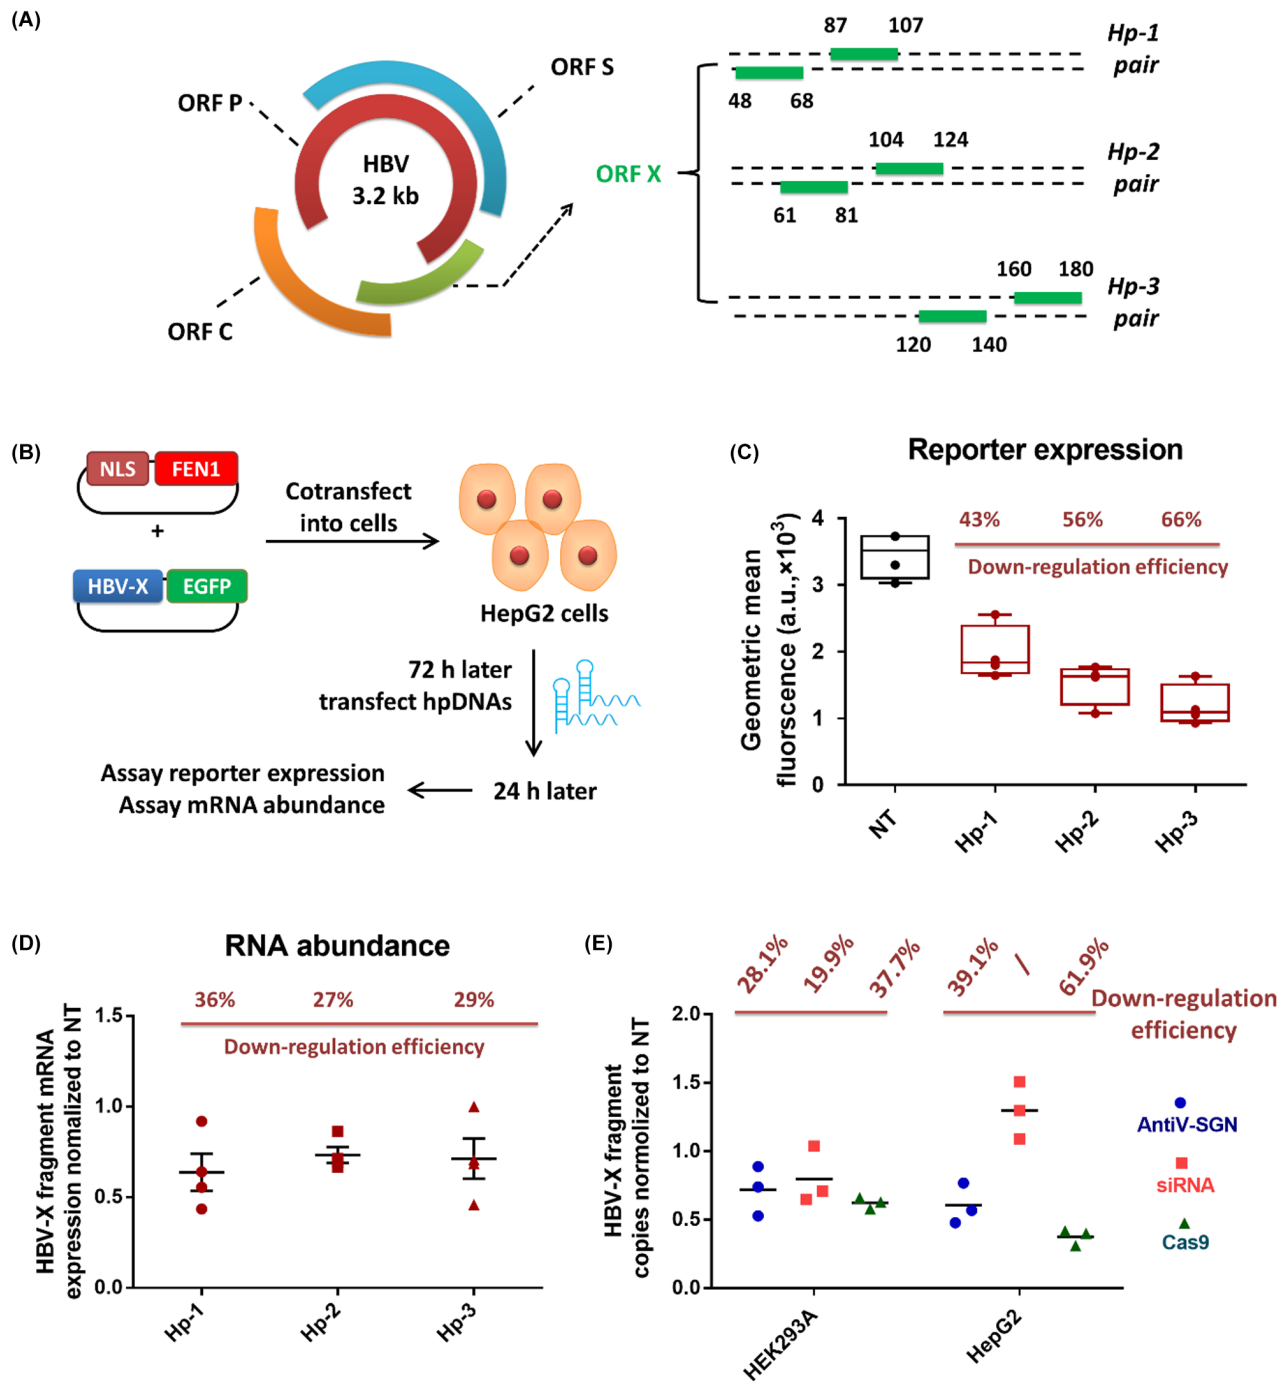 (A)
ORF P
ORF S
HBV
3.2 kb
ORF C
ORF X
87 107
48 68
Hp-1
pair
104 124
61 81
Hp-2
pair
160 180
120 140
Hp-3
pair
(B)
NLS FEN1
+
HBV-X EGFP
Cotransfect
into cells
HepG2 cells
72 h later
transfect hpDNAs
24 h later
Assay reporter expression
Assay mRNA abundance
(C)
Reporter expression
43% 56% 66%
Down-regulation efficiency
Geometric mean
fluorscence (a.u.,×10³)
4
3
2
1
0
NT
Hp-1
Hp-2
Hp-3
(D)
RNA abundance
36% 27% 29%
Down-regulation efficiency
HBV-X fragment mRNA
expression nomalized to NT
1.5
1.0
0.5
0.0
Hp-1
Hp-2
Hp-3
(E)
28.1% 19.9% 37.7% 39.1% / 61.9%
Down-regulation
efficiency
HBV-X fragment
copies normolized to NT
2.0
1.5
1.0
0.5
0.0
HEK293A
HepG2
AntiV-SGN
siRNA
Cas9